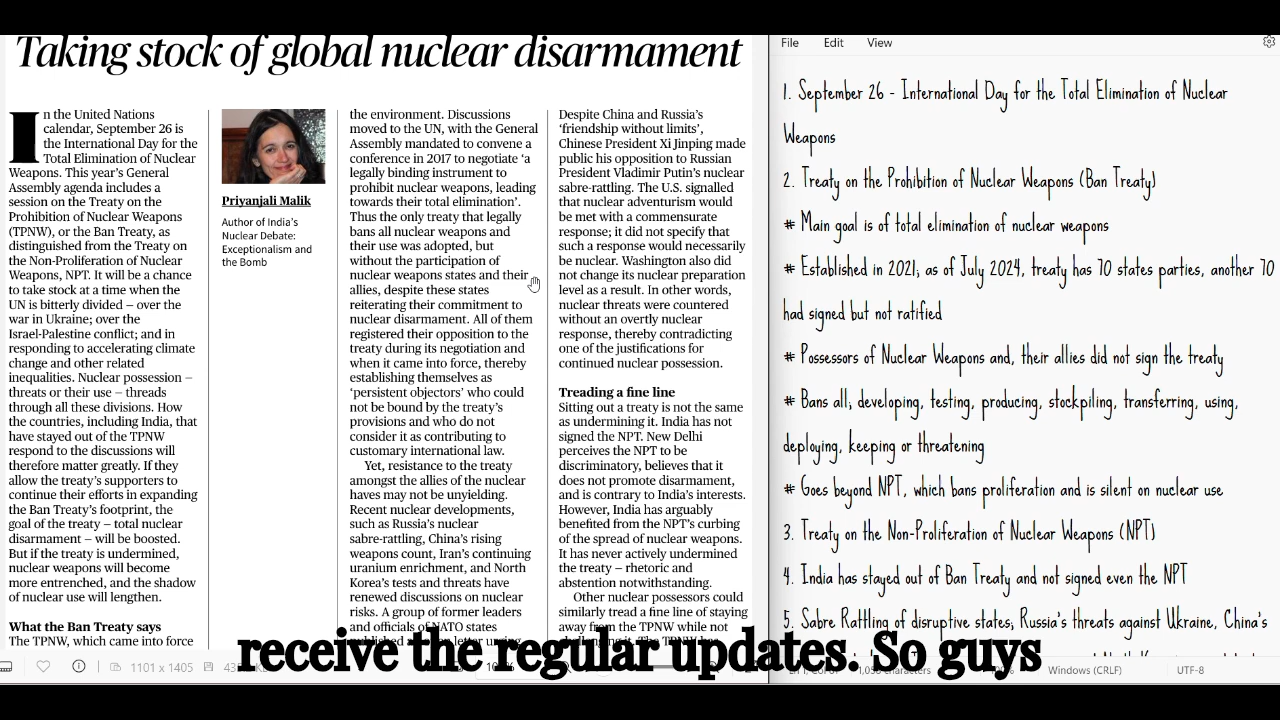 Taking stock of global nuclear disarmament
In the United Nations
calendar, September 26 is
the International Day for the
Total Elimination of Nuclear
Weapons. This year's General
Assembly agenda includes a
session on the Treaty on the
Prohibition of Nuclear Weapons
(TPNW), or the Ban Treaty, as
distinguished from the Treaty on
the Non-Proliferation of Nuclear
Weapons, NPT. It will be a chance
to take stock at a time when the
UN is bitterly divided — over the
war in Ukraine; over the
Israel-Palestine conflict; and in
responding to accelerating climate
change and other related
inequalities. Nuclear possession —
threats or their use — threads
through all these divisions. How
the countries, including India, that
have stayed out of the TPNW
respond to the discussions will
therefore matter greatly. If they
allow the treaty's supporters to
continue their efforts in expanding
the Ban Treaty's footprint, the
goal of the treaty — total nuclear
disarmament — will be boosted.
But if the treaty is undermined,
nuclear weapons will become
more entrenched, and the shadow
of nuclear use will lengthen.
What the Ban Treaty says
The TPNW, which came into force
Priyanjali Malik
Author of India's
Nuclear Debate:
Exceptionalism and
the Bomb
the environment. Discussions
moved to the UN, with the General
Assembly mandated to convene a
conference in 2017 to negotiate 'a
legally binding instrument to
prohibit nuclear weapons, leading
towards their total elimination'.
Thus the only treaty that legally
bans all nuclear weapons and
their use was adopted, but
without the participation of
nuclear weapons states and their
allies, despite these states
reiterating their commitment to
nuclear disarmament. All of them
registered their opposition to the
treaty during its negotiation and
when it came into force, thereby
establishing themselves as
'persistent objectors' who could
not be bound by the treaty's
provisions and who do not
consider it as contributing to
customary international law.
Yet, resistance to the treaty
amongst the allies of the nuclear
haves may not be unyielding.
Recent nuclear developments,
such as Russia's nuclear
sabre-rattling, China's rising
weapons count, Iran's continuing
uranium enrichment, and North
Korea's tests and threats have
renewed discussions on nuclear
risks. A group of former leaders
and officials of NATO states
letter urging
Despite China and Russia's
'friendship without limits',
Chinese President Xi Jinping made
public his opposition to Russian
President Vladimir Putin's nuclear
sabre-rattling. The U.S. signalled
that nuclear adventurism would
be met with a commensurate
response; it did not specify that
such a response would necessarily
be nuclear. Washington also did
not change its nuclear preparation
level as a result. In other words,
nuclear threats were countered
without an overtly nuclear
response, thereby contradicting
one of the justifications for
continued nuclear possession.
Treading a fine line
Sitting out a treaty is not the same
as undermining it. India has not
signed the NPT. New Delhi
perceives the NPT to be
discriminatory, believes that it
does not promote disarmament,
and is contrary to India's interests.
However, India has arguably
benefited from the NPT's curbing
of the spread of nuclear weapons.
It has never actively undermined
the treaty — rhetoric and
abstention notwithstanding.
Other nuclear possessors could
similarly tread a fine line of staying
away from the TPNW while not
1101 x 1405
File Edit View
1. September 26 - International Day for the Total Elimination of Nuclear
Weapons
2. Treaty on the Prohibition of Nuclear Weapons (Ban Treaty)
# Main goal is of total elimination of nuclear weapons
# Established in 2021; as of July 2024, treaty has 70 states parties, another 70
had signed but not ratified
# Possessors of Nuclear Weapons and, their allies did not sign the treaty
# Bans all; developing, testing, producing, stockpiling, transferring, using,
deploying, keeping or threatening
# Goes beyond NPT, which bans proliferation and is silent on nuclear use
3. Treaty on the Non-Proliferation of Nuclear Weapons (NPT)
4. India has stayed out of Ban Treaty and not signed even the NPT
5. Sabre Rattling of disruptive states; Russia's threats against Ukraine, China's
characters
Windows (CRLF)
UTF-8
receive the regular updates. So guys